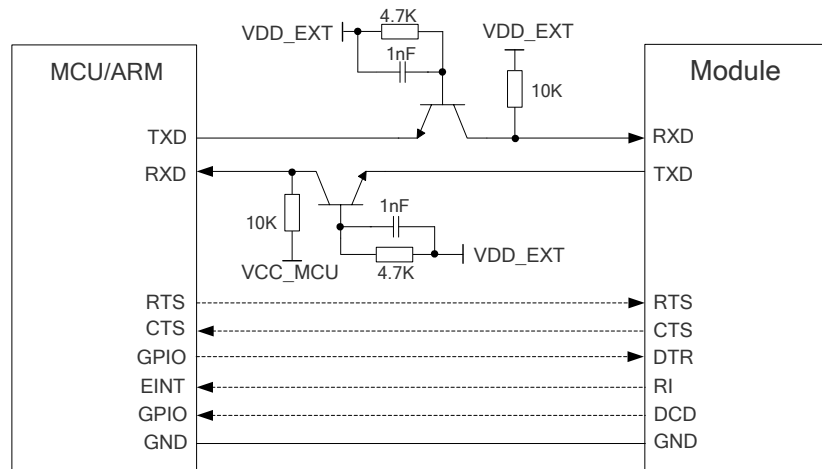 4.7K
VDD_EXT
VDD_EXT
1nF
MCU/ARM
Module
10K
TXD
RXD
RXD
TXD
1nF
10K
VDD_EXT
VCC_MCU
4.7K
RTS
RTS
CTS
CTS
GPIO
DTR
EINT
RI
GPIO
DCD
GND
GND